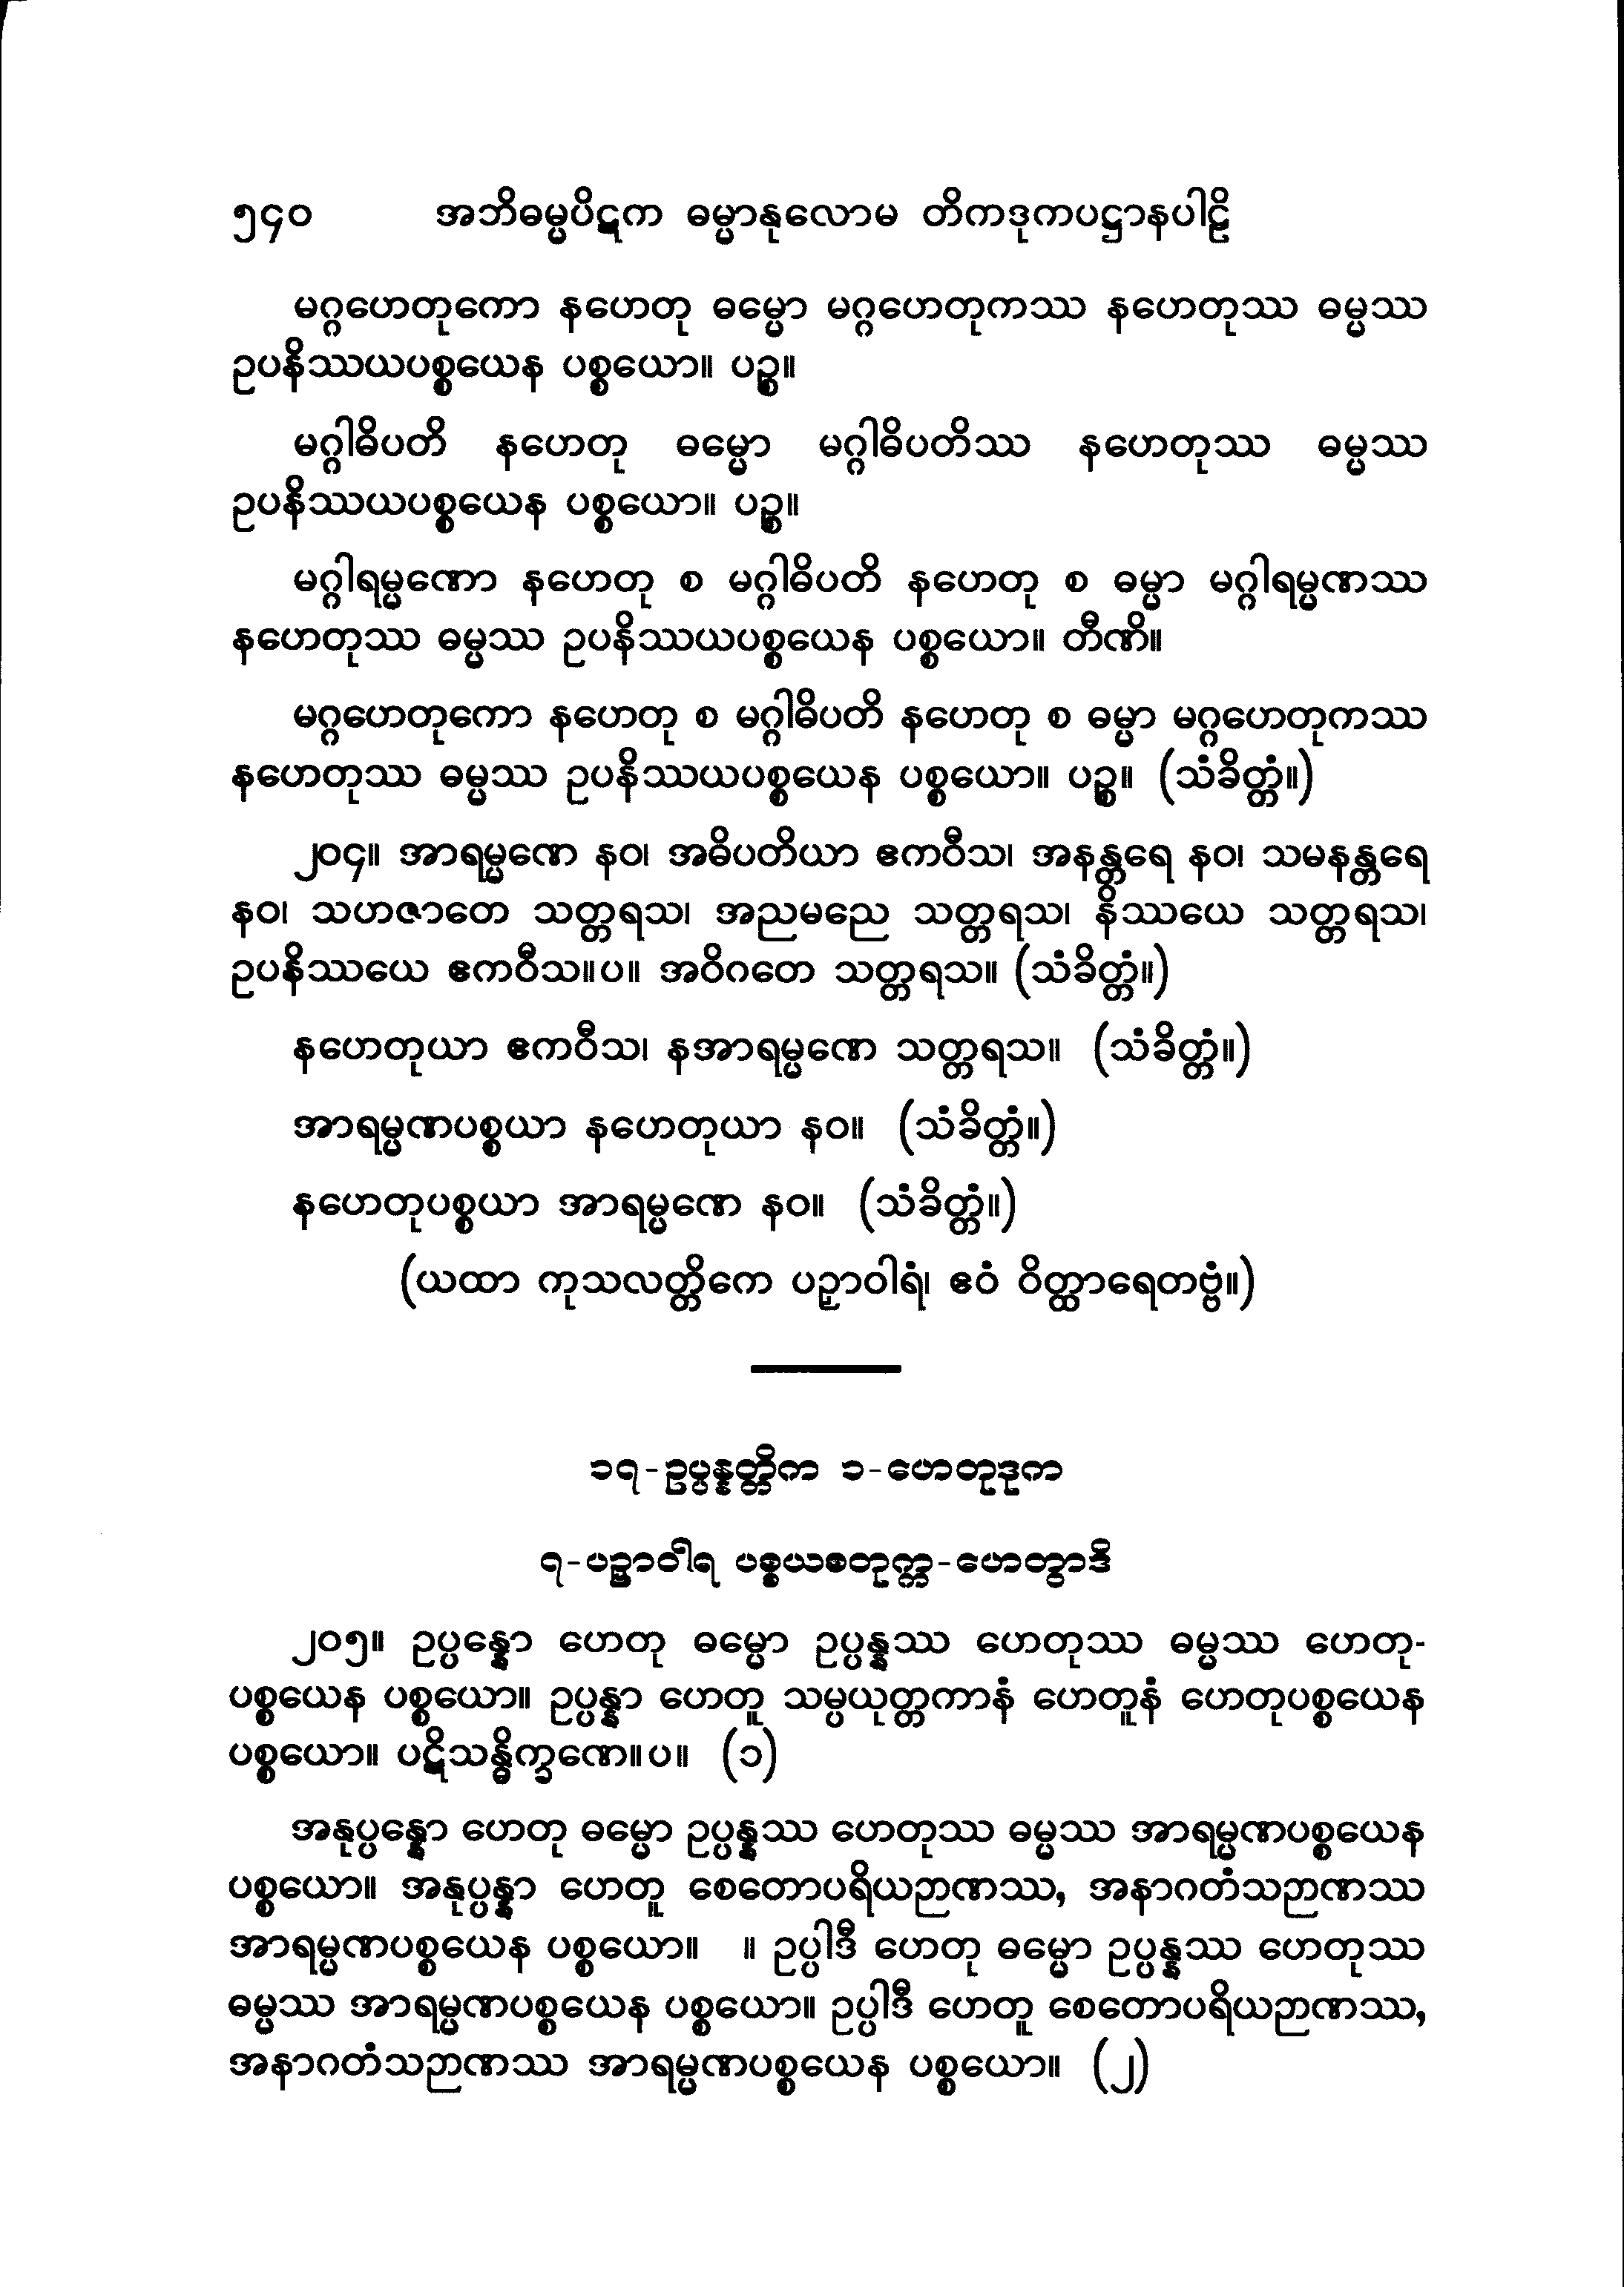 ၅၄၀ အဘိဓမ္မပိဋက ဓမ္မာနုလောမ တိကဒုကပဋ္ဌာနပါဠိ
မဂ္ဂဟေတုကော နဟေတု ဓမ္မော မဂ္ဂဟေတုကဿ နဟေတုဿ ဓမ္မဿ
ဥပနိဿယပစ္စယေန ပစ္စယော။ ပဉ္စ။
မဂ္ဂါဓိပတိ နဟေတု ဓမ္မော မဂ္ဂါဓိပတိဿ နဟေတုဿ ဓမ္မဿ
ဥပနိဿယပစ္စယေန ပစ္စယော။ ပဉ္စ။
မဂ္ဂါရမ္မဏော နဟေတု စ မဂ္ဂါဓိပတိ နဟေတု စ ဓမ္မာ မဂ္ဂါရမ္မဏဿ
နဟေတုဿ ဓမ္မဿ ဥပနိဿယပစ္စယေန ပစ္စယော။ တီဏိ။
မဂ္ဂဟေတုကော နဟေတု စ မဂ္ဂါဓိပတိ နဟေတု စ ဓမ္မာ မဂ္ဂဟေတုကဿ
နဟေတုဿ ဓမ္မဿ ဥပနိဿယပစ္စယေန ပစ္စယော။ ပဉ္စ။ (သံခိတ္တံ။)
၂၀၄။ အာရမ္မဏေ နဝ၊ အဓိပတိယာ ဧကဝီသ၊ အနန္တရေ နဝ၊ သမနန္တရေ
နဝ၊ သဟဇာတေ သတ္တရသ၊ အညမညေ သတ္တရသ၊ နိဿယေ သတ္တရသ၊
ဥပနိဿယေ ဧကဝီသ။ပ။ အဝိဂတေ သတ္တရသ။ (သံခိတ္တံ။)
နဟေတုယာ ဧကဝီသ၊ နအာရမ္မဏေ သတ္တရသ။ (သံခိတ္တံ။)
အာရမ္မဏပစ္စယာ နဟေတုယာ နဝ။ (သံခိတ္တံ။)
နဟေတုပစ္စယာ အာရမ္မဏေ နဝ။ (သံခိတ္တံ။)
(ယထာ ကုသလတ္တိကေ ပဉှာဝါရံ၊ ဧဝံ ဝိတ္ထာရေတဗ္ဗံ။)
၁၇-ဥပ္ပန္နတ္တိက ၁-ဟေတုဒုက
၇-ပဉှာဝါရ ပစ္စယစတုက္က-ဟေတွာဒိ
၂၀၅။ ဥပ္ပန္နော ဟေတု ဓမ္မော ဥပ္ပန္နဿ ဟေတုဿ ဓမ္မဿ ဟေတု-
ပစ္စယေန ပစ္စယော။ ဥပ္ပန္နာ ဟေတူ သမ္ပယုတ္တကာနံ ဟေတူနံ ဟေတုပစ္စယေန
ပစ္စယော။ ပဋိသန္ဓိက္ခဏေ။ပ။ (၁)
အနုပ္ပန္နော ဟေတု ဓမ္မော ဥပ္ပန္နဿ ဟေတုဿ ဓမ္မဿ အာရမ္မဏပစ္စယေန
ပစ္စယော။ အနုပ္ပန္နာ ဟေတူ စေတောပရိယဉာဏဿ, အနာဂတံသဉာဏဿ
အာရမ္မဏပစ္စယေန ပစ္စယော။ ။ ဥပ္ပါဒီ ဟေတု ဓမ္မော ဥပ္ပန္နဿ ဟေတုဿ
ဓမ္မဿ အာရမ္မဏပစ္စယေန ပစ္စယော။ ဥပ္ပါဒီ ဟေတူ စေတောပရိယဉာဏဿ,
အနာဂတံသဉာဏဿ အာရမ္မဏပစ္စယေန ပစ္စယော။ (၂)